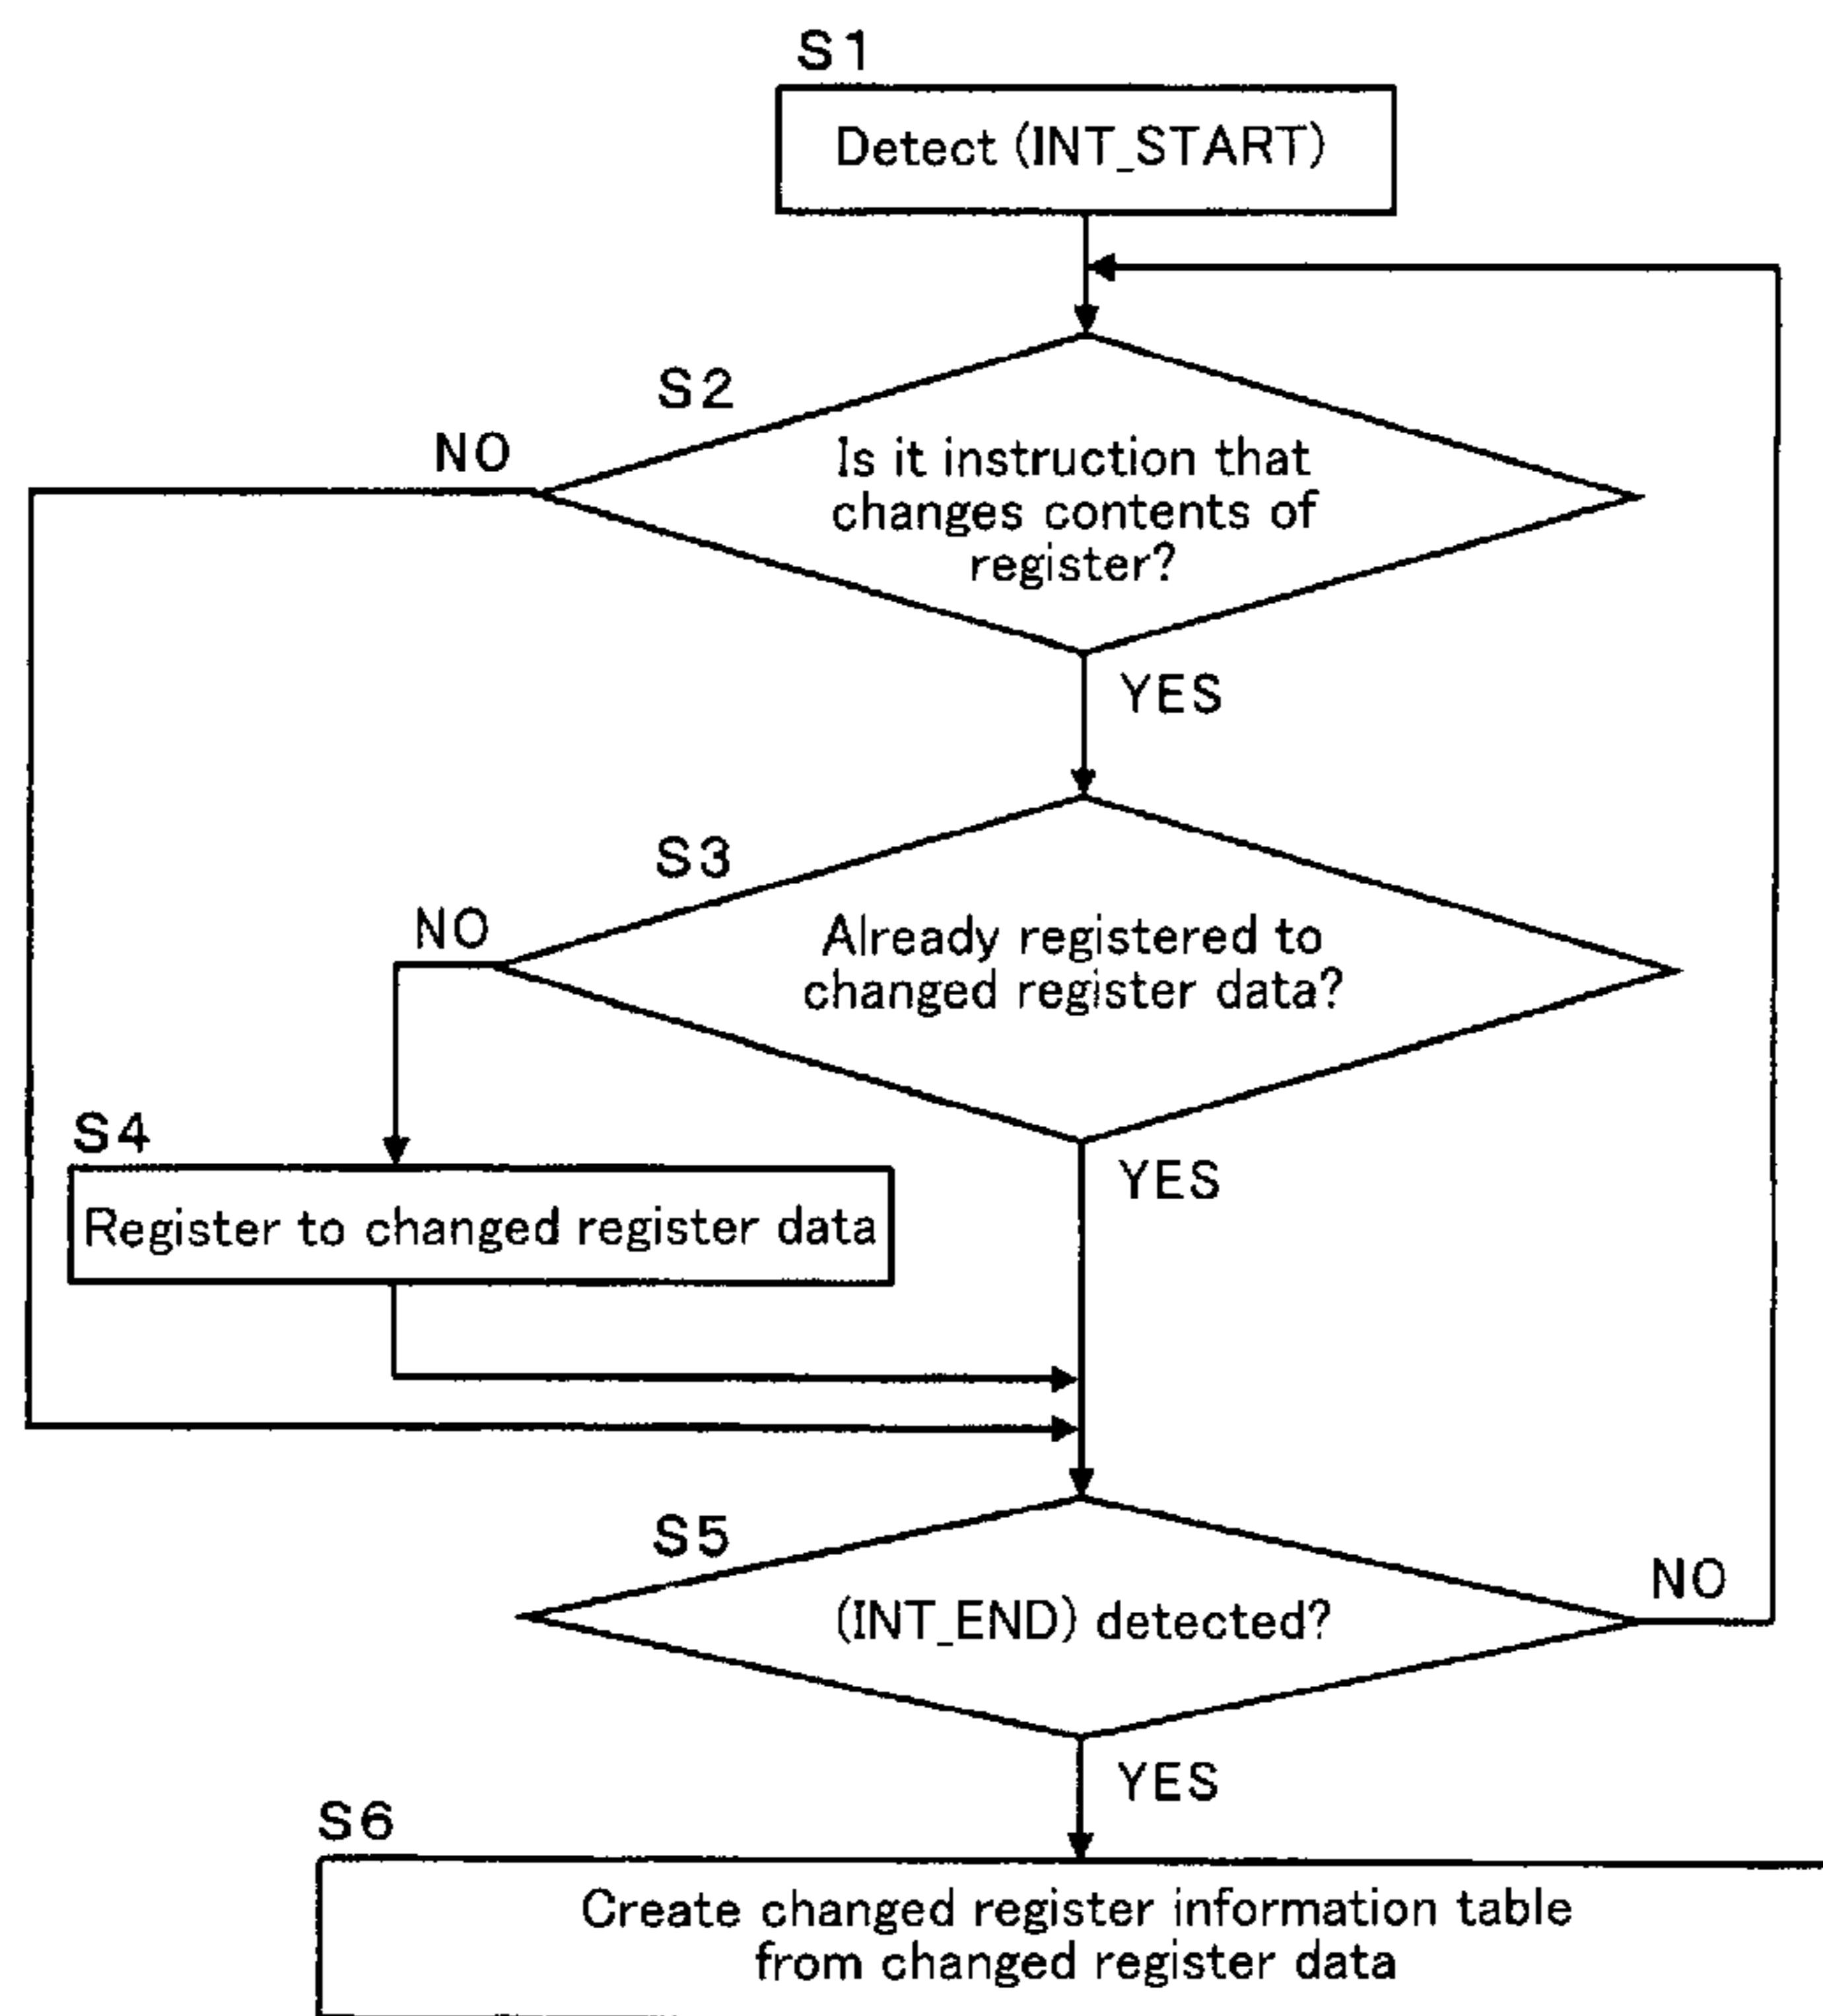 S1
Detect (INT_START)
S2
NO
Is it instruction that
changes contents of
register?
YES
S3
NO
Already registered to
changed register data?
S4
YES
Register to changed register data
S5
NO
(INT_END) detected?
YES
S6
Create changed register information table
from changed register data